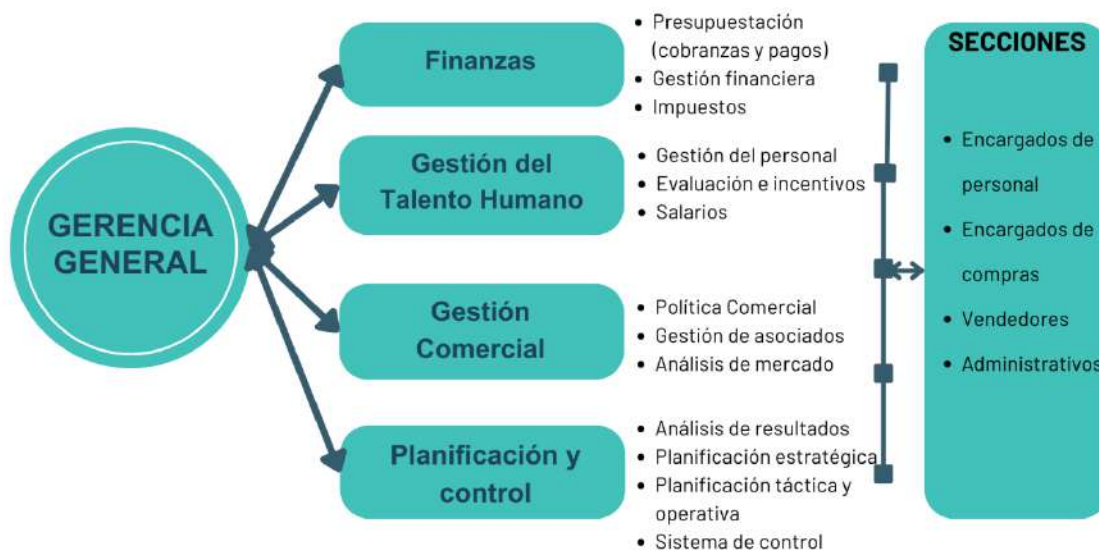 GERENCIA
GENERAL
Finanzas
• Presupuestación
(cobranzas y pagos)
• Gestión financiera
• Impuestos
Gestión del
Talento Humano
• Gestión del personal
• Evaluación e incentivos
• Salarios
Gestión
Comercial
• Política Comercial
• Gestión de asociados
• Análisis de mercado
Planificación y
control
• Análisis de resultados
• Planificación estratégica
• Planificación táctica y
operativa
• Sistema de control
SECCIONES
• Encargados de
personal
• Encargados de
compras
• Vendedores
• Administrativos